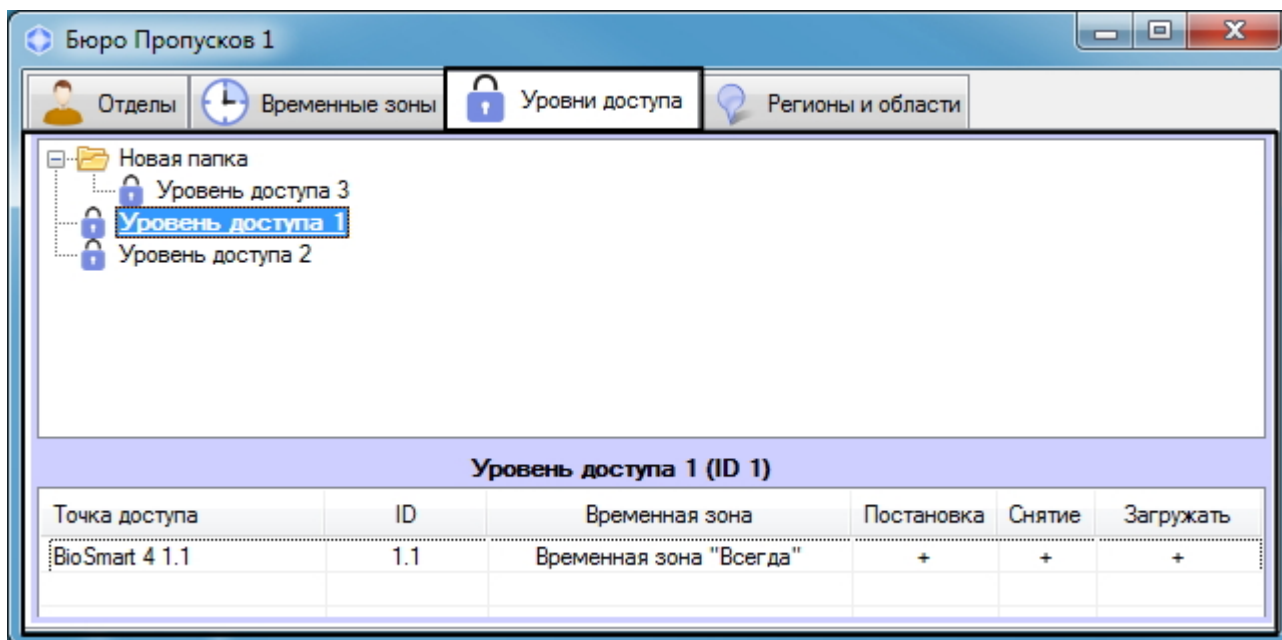 Бюро Пропусков 1
Отделы Временные зоны Уровни доступа Регионы и области
Новая папка
Уровень доступа 3
Уровень доступа 1
Уровень доступа 2
Уровень доступа 1 (ID 1)
Точка доступа ID Временная зона Постановка Снятие Загружать
BioSmart 4 1.1 1.1 Временная зона "Всегда" + + +